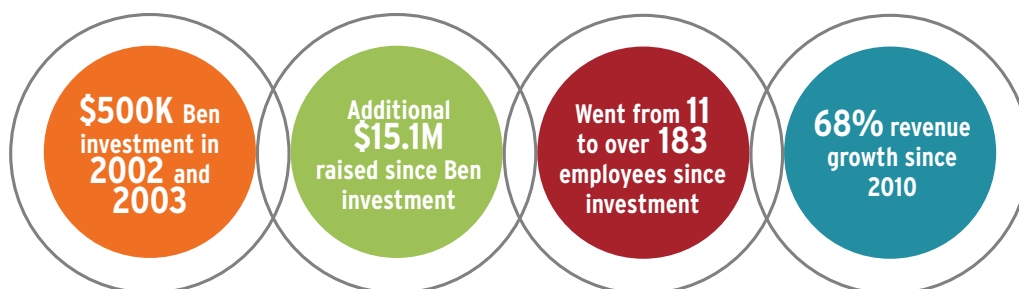 $500K Ben
investment in
2002 and
2003
Additional
$15.1M
raised since Ben
investment
Went from 11
to over 183
employees since
investment
68% revenue
growth since
2010